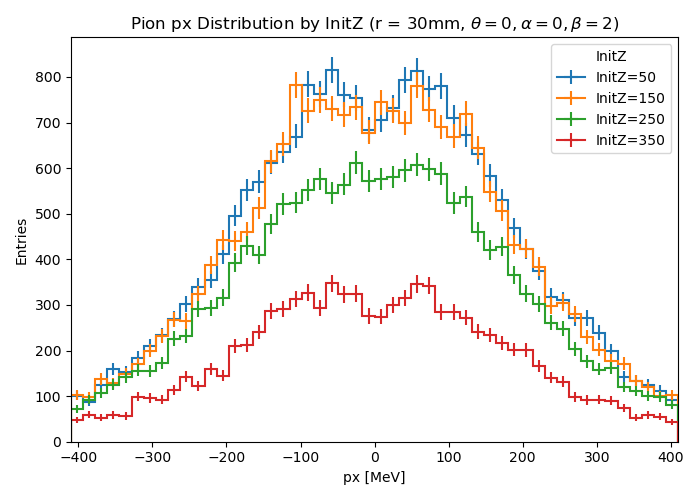 Pion px Distribution by InitZ (r = 30mm, θ = 0, α = 0, β = 2)
InitZ
InitZ=50
InitZ=150
InitZ=250
InitZ=350
Entries
800
700
600
500
400
300
200
100
0
−400 −300 −200 −100 0 100 200 300 400
px [MeV]